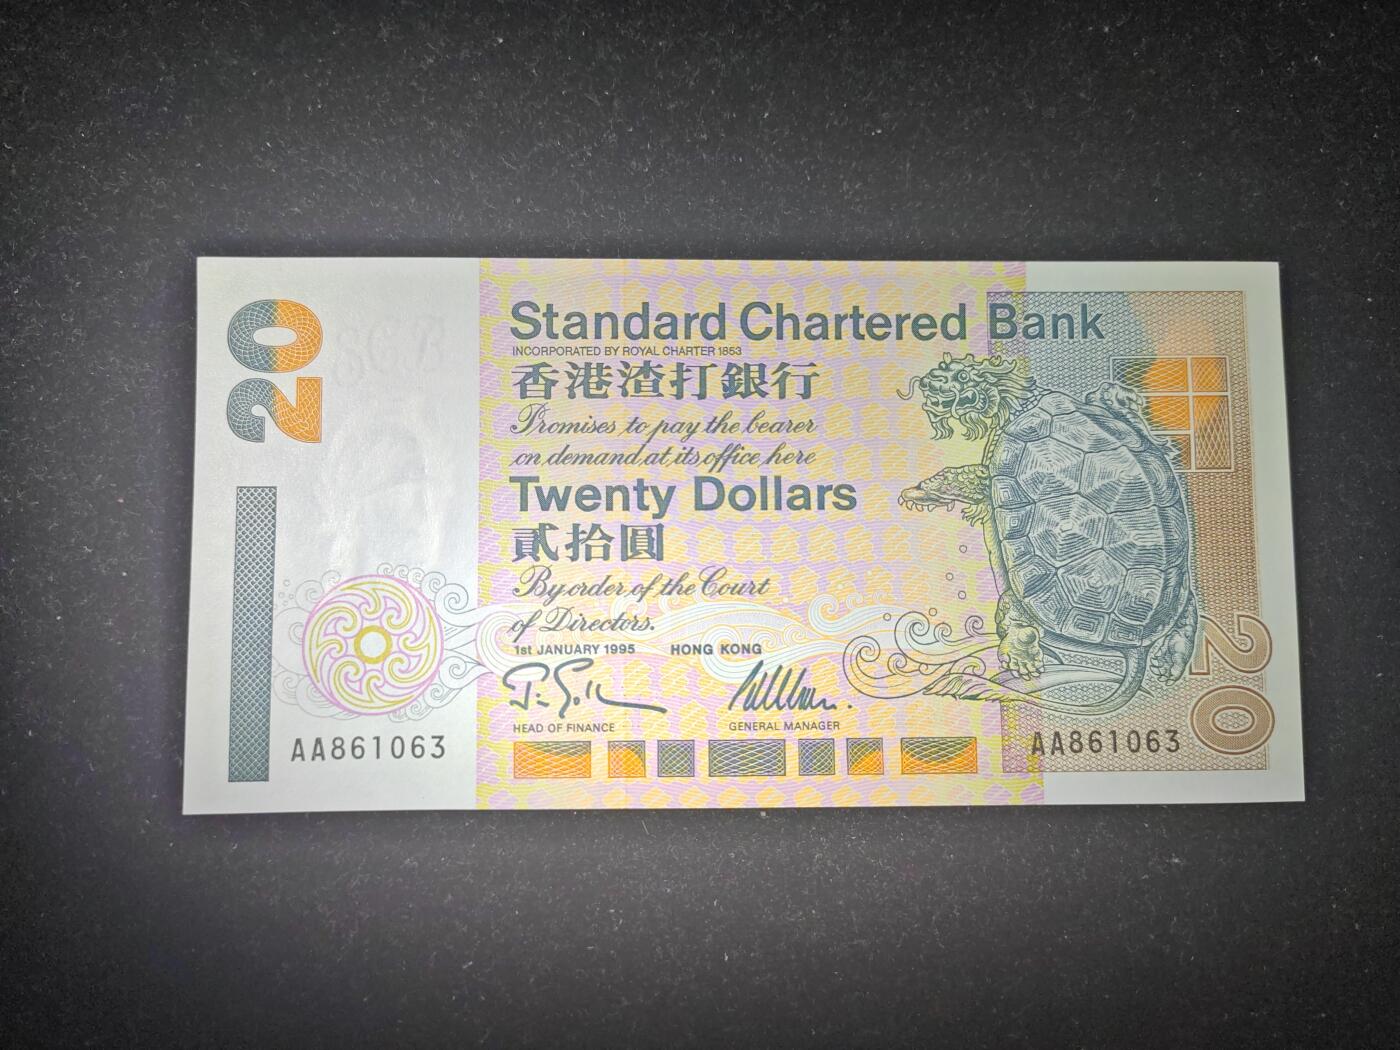 20
Standard Chartered Bank
INCORPORATED BY ROYAL CHARTER 1853
香港渣打銀行
Promises to pay the bearer
on demand at its office here
Twenty Dollars
貳拾圓
By order of the Court
of Directors.
1st JANUARY 1995 HONG KONG
HEAD OF FINANCE GENERAL MANAGER
AA861063 AA861063
20